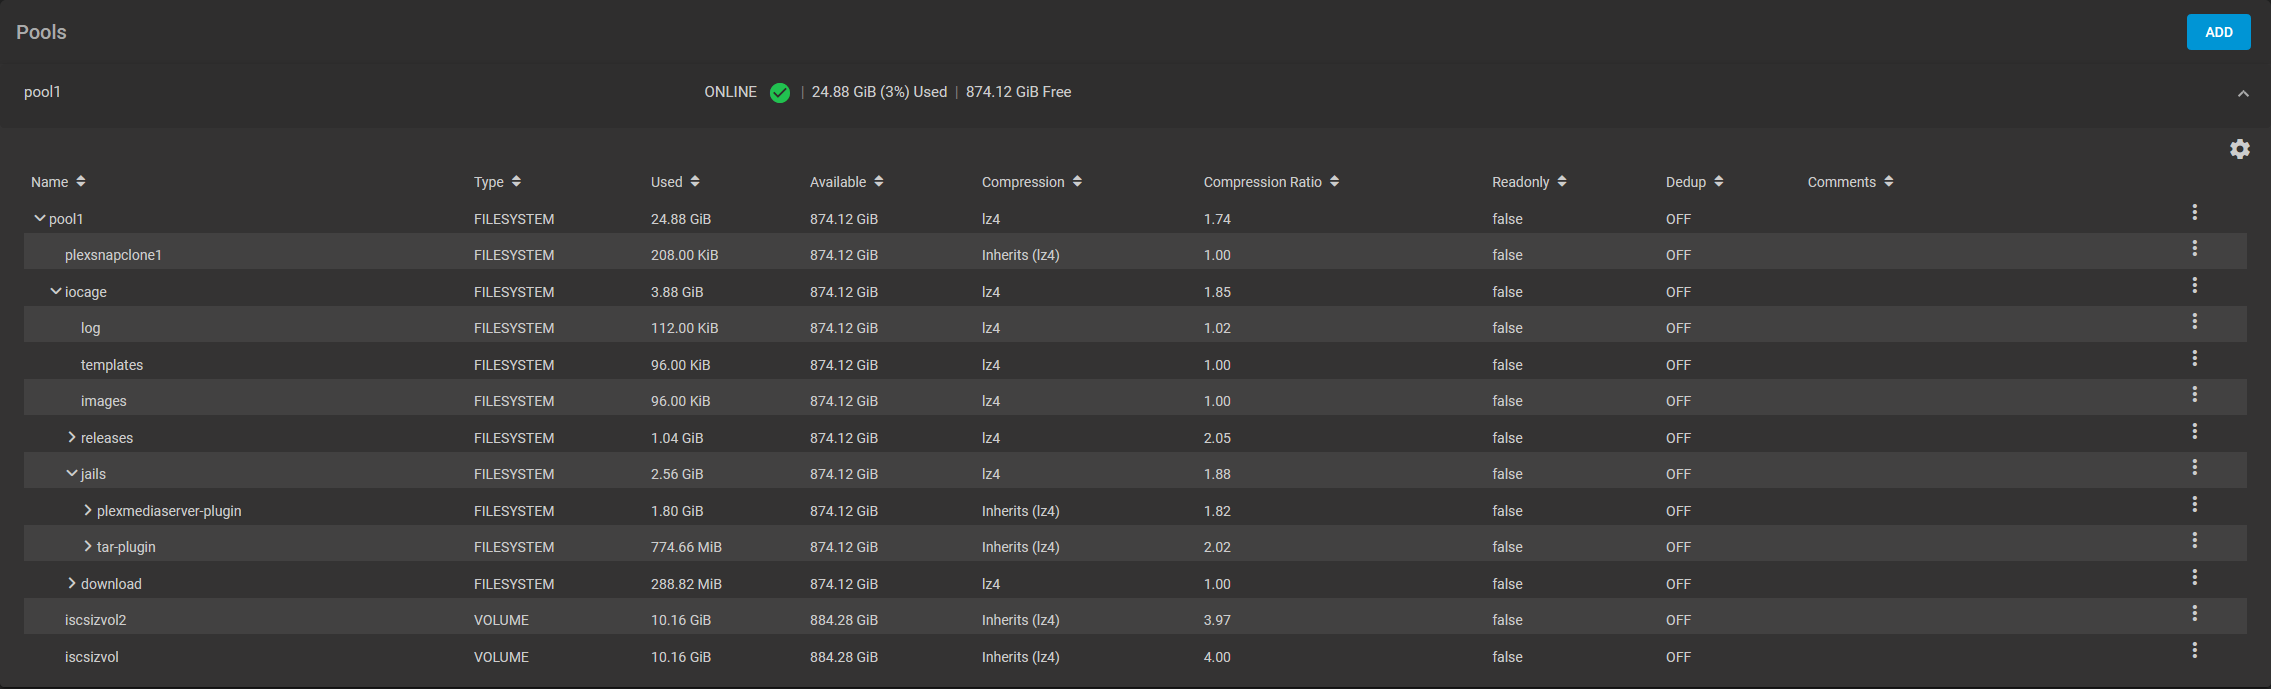 Pools ADD
pool1 ONLINE | 24.88 GiB (3%) Used | 874.12 GiB Free
Name Type Used Available Compression Compression Ratio Readonly Dedup Comments
pool1 FILESYSTEM 24.88 GiB 874.12 GiB lz4 1.74 false OFF
plexsnapclone1 FILESYSTEM 208.00 KiB 874.12 GiB Inherits (lz4) 1.00 false OFF
iocage FILESYSTEM 3.88 GiB 874.12 GiB lz4 1.85 false OFF
log FILESYSTEM 112.00 KiB 874.12 GiB lz4 1.02 false OFF
templates FILESYSTEM 96.00 KiB 874.12 GiB lz4 1.00 false OFF
images FILESYSTEM 96.00 KiB 874.12 GiB lz4 1.00 false OFF
releases FILESYSTEM 1.04 GiB 874.12 GiB lz4 2.05 false OFF
jails FILESYSTEM 2.56 GiB 874.12 GiB lz4 1.88 false OFF
plexmediaserver-plugin FILESYSTEM 1.80 GiB 874.12 GiB Inherits (lz4) 1.82 false OFF
tar-plugin FILESYSTEM 774.66 MiB 874.12 GiB Inherits (lz4) 2.02 false OFF
download FILESYSTEM 288.82 MiB 874.12 GiB lz4 1.00 false OFF
iscsizvol2 VOLUME 10.16 GiB 884.28 GiB Inherits (lz4) 3.97 false OFF
iscsizvol VOLUME 10.16 GiB 884.28 GiB Inherits (lz4) 4.00 false OFF